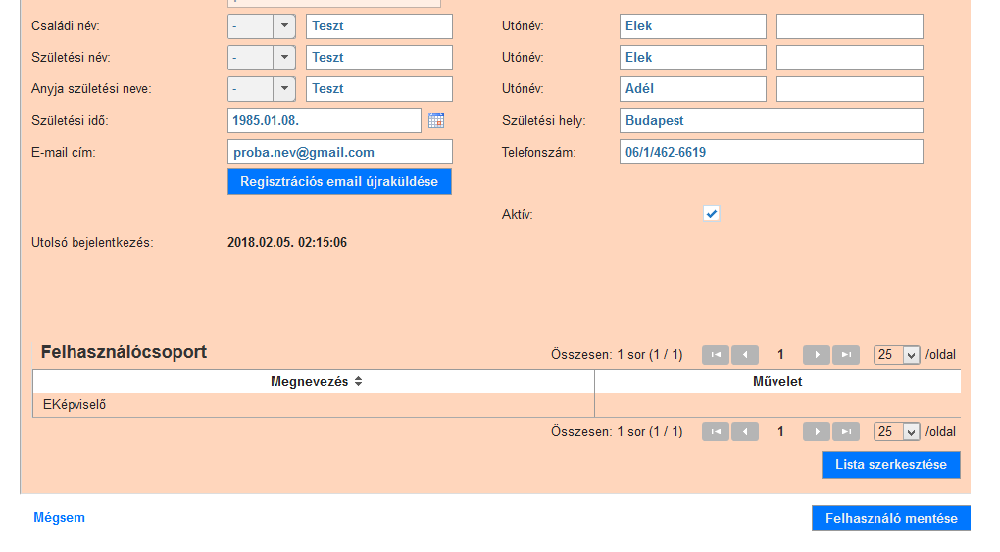 Családi név: - Teszt Utónév: Elek
Születési név: - Teszt Utónév: Elek
Anyja születési neve: - Teszt Utónév: Adél
Születési idő: 1985.01.08. Születési hely: Budapest
E-mail cím: proba.nev@gmail.com Telefonszám: 06/1/462-6619
Regisztrációs email újraküldése
Aktív:
Utolsó bejelentkezés: 2018.02.05. 02:15:06
Felhasználócsoport Összesen: 1 sor (1 / 1) 1 25 /oldal
Megnevezés Művelet
EKépviselő
Összesen: 1 sor (1 / 1) 1 25 /oldal
Lista szerkesztése
Mégsem Felhasználó mentése